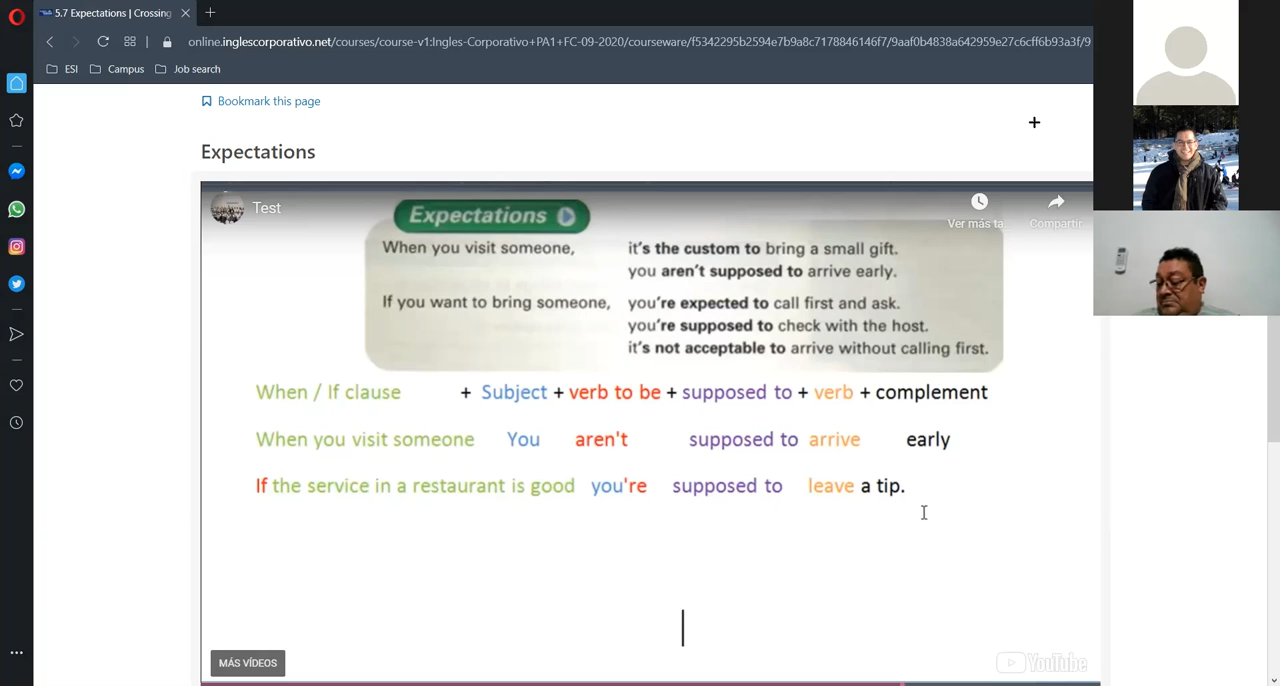 5.7 Expectations | Crossing
online.inglescorporativo.net/courses/course-v1:Ingles-Corporativo+PA1+FC-09-2020/courseware/f5342295b2594e7b9a8c7178846146f7/9aaf0b4838a642959e27c6cff6b93a3f/9
ESI Campus Job search
Bookmark this page
Expectations
Test
Ver más ta...
Compartir
Expectations
When you visit someone, it's the custom to bring a small gift.
you aren't supposed to arrive early.
If you want to bring someone, you're expected to call first and ask.
you're supposed to check with the host.
it's not acceptable to arrive without calling first.
When / If clause + Subject + verb to be + supposed to + verb + complement
When you visit someone You aren't supposed to arrive early
If the service in a restaurant is good you're supposed to leave a tip.
MÁS VÍDEOS
YouTube